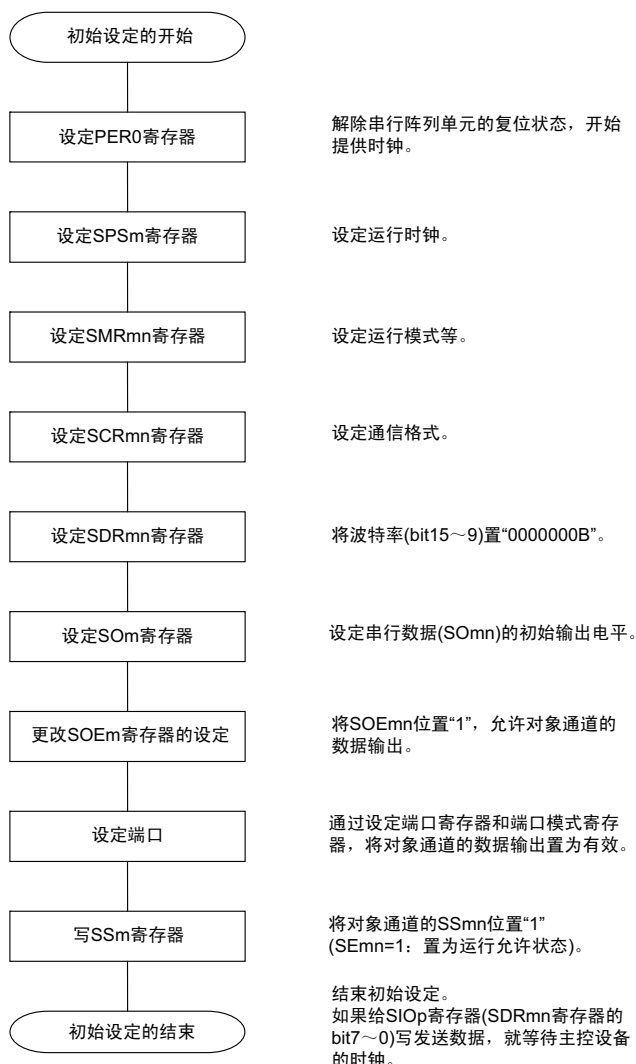 初始设定的开始
设定PER0寄存器
解除串行阵列单元的复位状态，开始
提供时钟。
设定SPSm寄存器
设定运行时钟。
设定SMRmn寄存器
设定运行模式等。
设定SCRmn寄存器
设定通信格式。
设定SDRmn寄存器
将波特率(bit15～9)置“0000000B”。
设定SOm寄存器
设定串行数据(SOmn)的初始输出电平。
更改SOEm寄存器的设定
将SOEmn位置“1”，允许对象通道的
数据输出。
设定端口
通过设定端口寄存器和端口模式寄存
器，将对象通道的数据输出置为有效。
写SSm寄存器
将对象通道的SSmn位置“1”
(SEmn=1：置为运行允许状态)。
初始设定的结束
结束初始设定。
如果给SIOp寄存器(SDRmn寄存器的
bit7～0)写发送数据，就等待主控设备
的时钟。